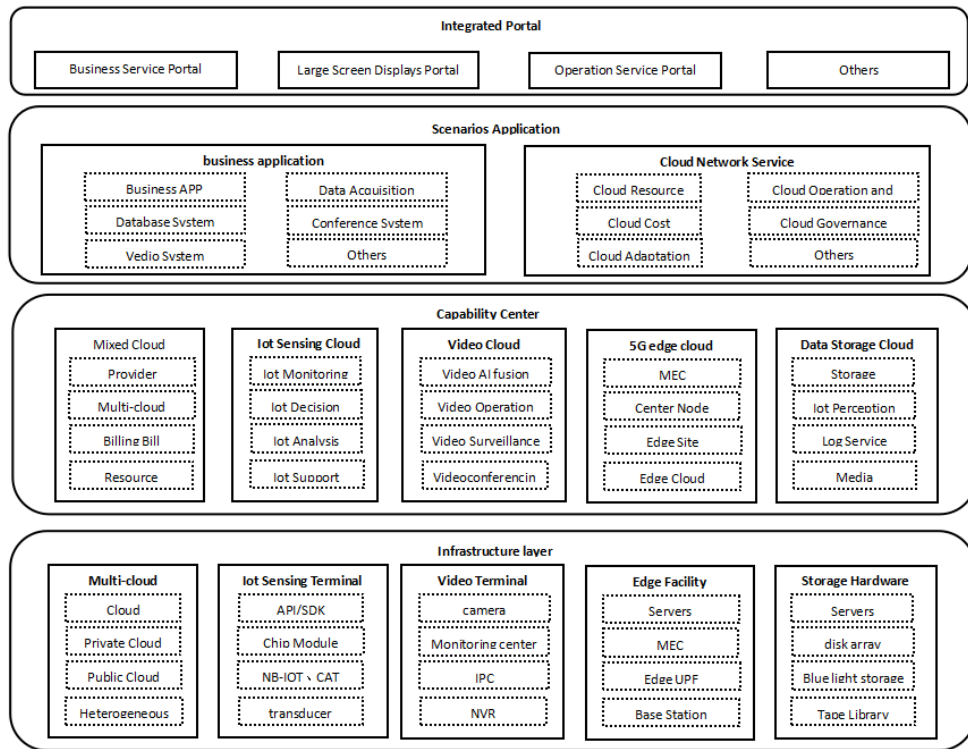 Integrated Portal
Business Service Portal
Large Screen Displays Portal
Operation Service Portal
Others
Scenarios Application
business application
Business APP
Data Acquisition
Database System
Conference System
Vedio System
Others
Cloud Network Service
Cloud Resource
Cloud Operation and
Cloud Cost
Cloud Governance
Cloud Adaptation
Others
Capability Center
Mixed Cloud
Provider
Multi-cloud
Billing Bill
Resource
Iot Sensing Cloud
Iot Monitoring
Iot Decision
Iot Analysis
Iot Support
Video Cloud
Video AI fusion
Video Operation
Video Surveillance
Videoconferencin
5G edge cloud
MEC
Center Node
Edge Site
Edge Cloud
Data Storage Cloud
Storage
Iot Perception
Log Service
Media
Infrastructure layer
Multi-cloud
Cloud
Private Cloud
Public Cloud
Heterogeneous
Iot Sensing Terminal
API/SDK
Chip Module
NB-IOT、CAT
transducer
Video Terminal
camera
Monitoring center
IPC
NVR
Edge Facility
Servers
MEC
Edge UPF
Base Station
Storage Hardware
Servers
disk array
Blue light storage
Tape Library